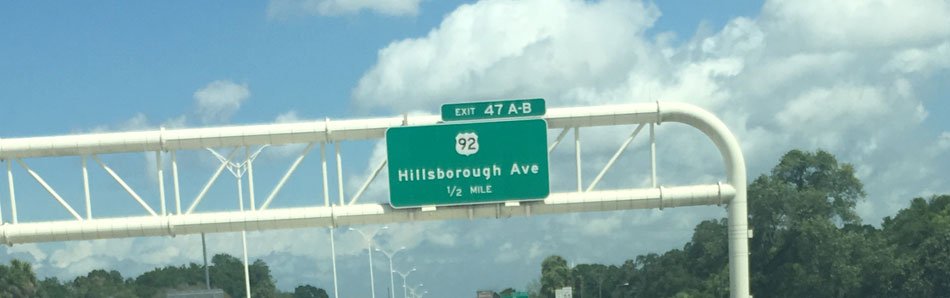 EXIT 47 A-B
92
Hillsborough Ave
1/2 MILE